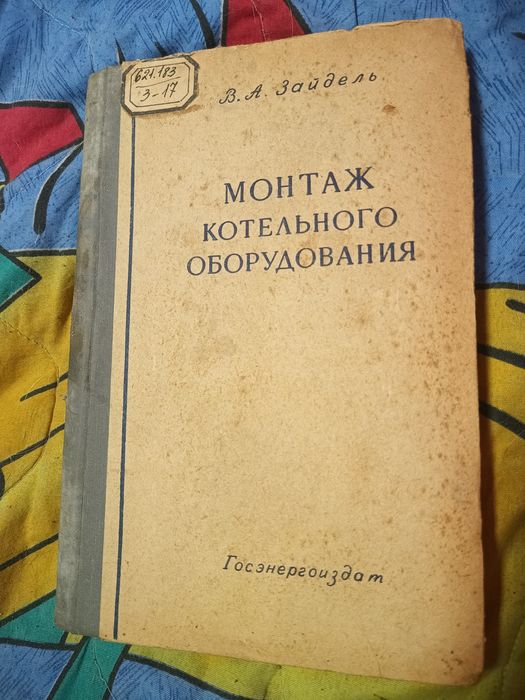 621.183
З-17
В. А. Зайдель
МОНТАЖ
КОТЕЛЬНОГО
ОБОРУДОВАНИЯ
Госэнергоиздат